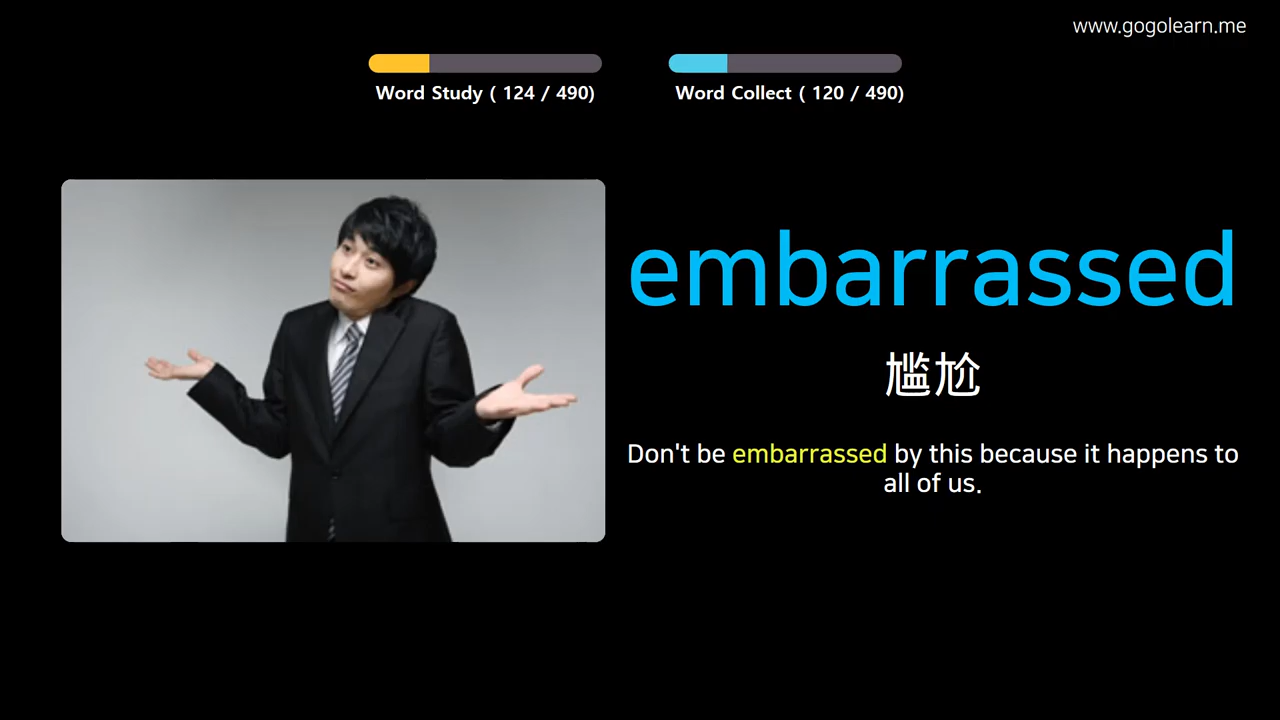 www.gogolearn.me
Word Study ( 124 / 490)
Word Collect ( 120 / 490)
embarrassed
尴尬
Don't be embarrassed by this because it happens to
all of us.